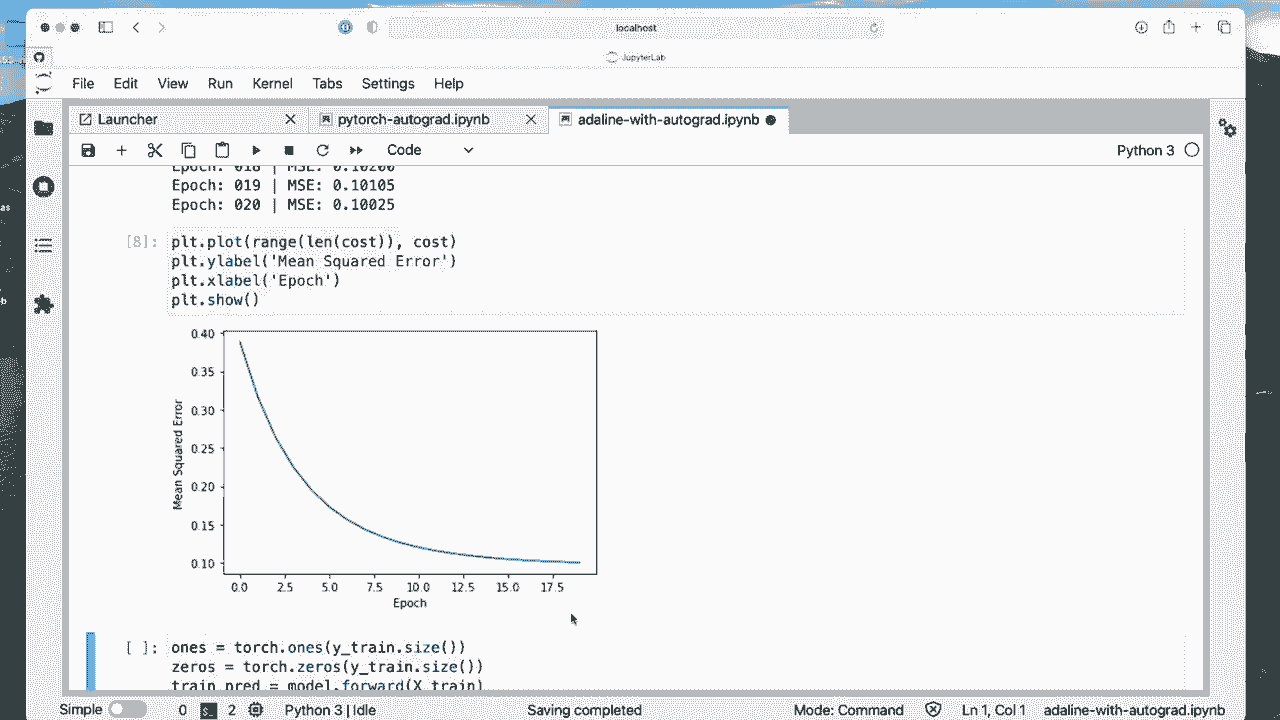 localhost
JupyterLab
File Edit View Run Kernel Tabs Settings Help
Launcher pytorch-autograd.ipynb adaline-with-autograd.ipynb
Code Python 3
Epoch: 018 | MSE: 0.10200
Epoch: 019 | MSE: 0.10105
Epoch: 020 | MSE: 0.10025
[8]: plt.plot(range(len(cost)), cost)
plt.ylabel('Mean Squared Error')
plt.xlabel('Epoch')
plt.show()
0.40
0.35
0.30
0.25
0.20
0.15
0.10
Mean Squared Error
0.0 2.5 5.0 7.5 10.0 12.5 15.0 17.5
Epoch
[ ]: ones = torch.ones(y_train.size())
zeros = torch.zeros(y_train.size())
train_pred = model.forward(X_train)
Simple 0 2 Python 3 | Idle Saving completed Mode: Command Ln 1, Col 1 adaline-with-autograd.ipynb